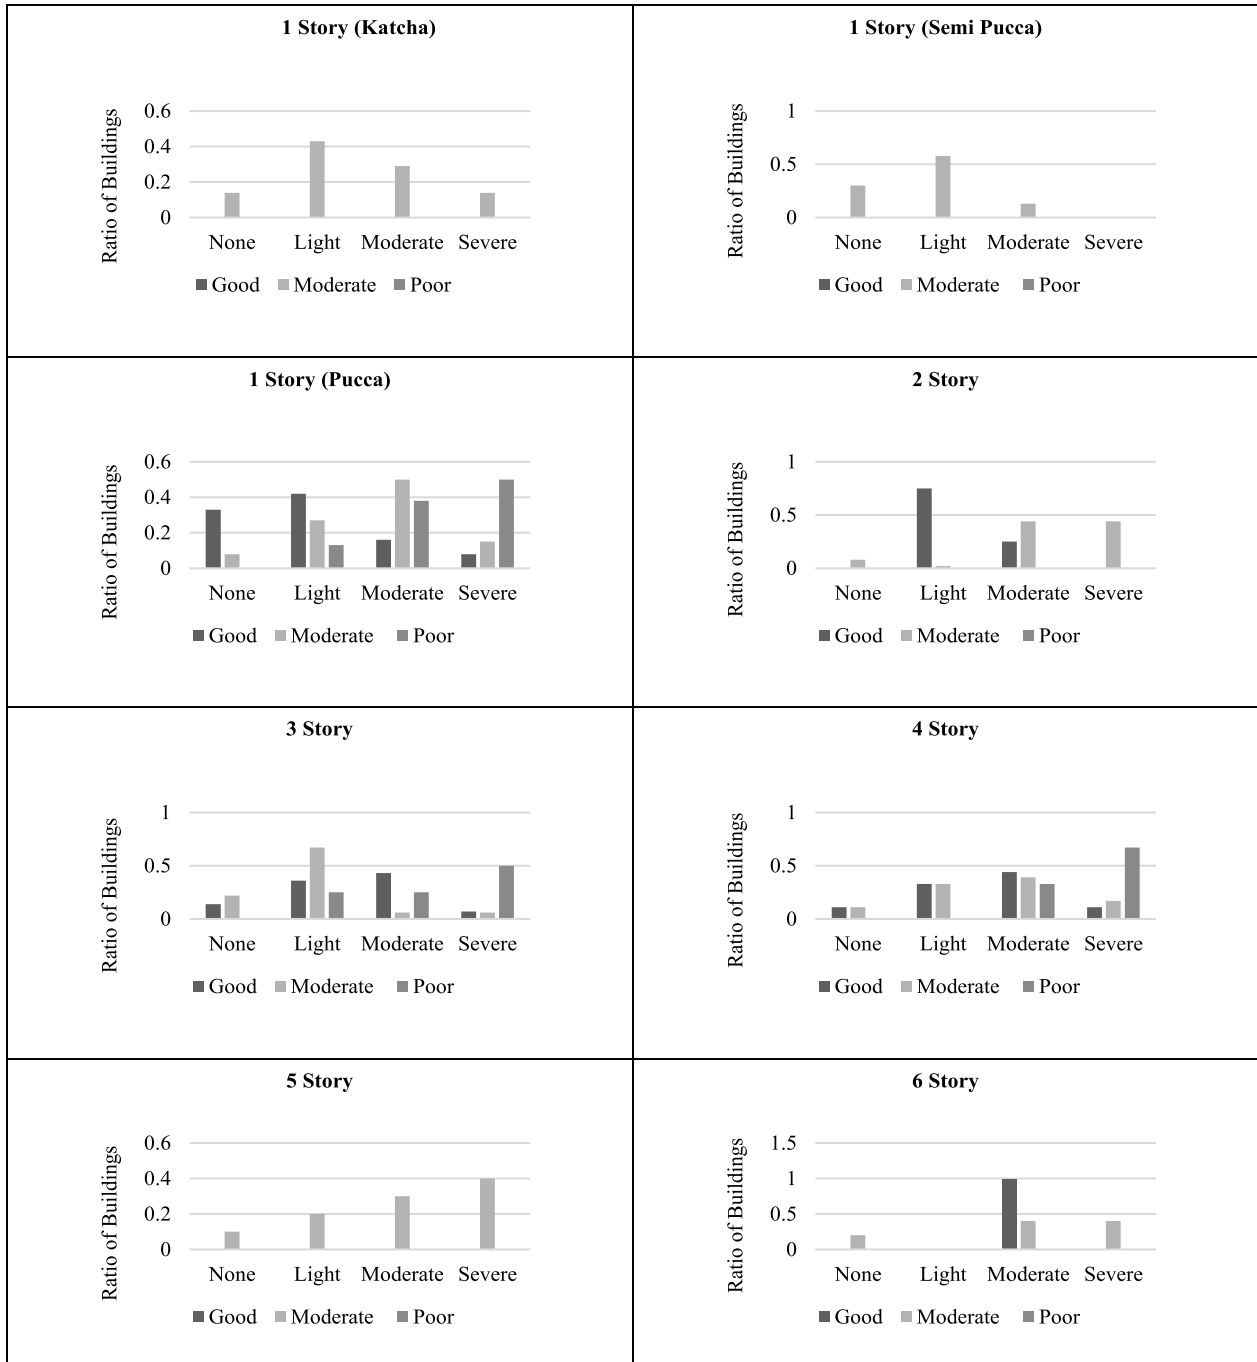 1 Story (Katcha)
Ratio of Buildings
0.6
0.4
0.2
0
None Light Moderate Severe
Good Moderate Poor
1 Story (Semi Pucca)
Ratio of Buildings
1
0.5
0
None Light Moderate Severe
Good Moderate Poor
1 Story (Pucca)
Ratio of Buildings
0.6
0.4
0.2
0
None Light Moderate Severe
Good Moderate Poor
2 Story
Ratio of Buildings
1
0.5
0
None Light Moderate Severe
Good Moderate Poor
3 Story
Ratio of Buildings
1
0.5
0
None Light Moderate Severe
Good Moderate Poor
4 Story
Ratio of Buildings
1
0.5
0
None Light Moderate Severe
Good Moderate Poor
5 Story
Ratio of Buildings
0.6
0.4
0.2
0
None Light Moderate Severe
Good Moderate Poor
6 Story
Ratio of Buildings
1.5
1
0.5
0
None Light Moderate Severe
Good Moderate Poor